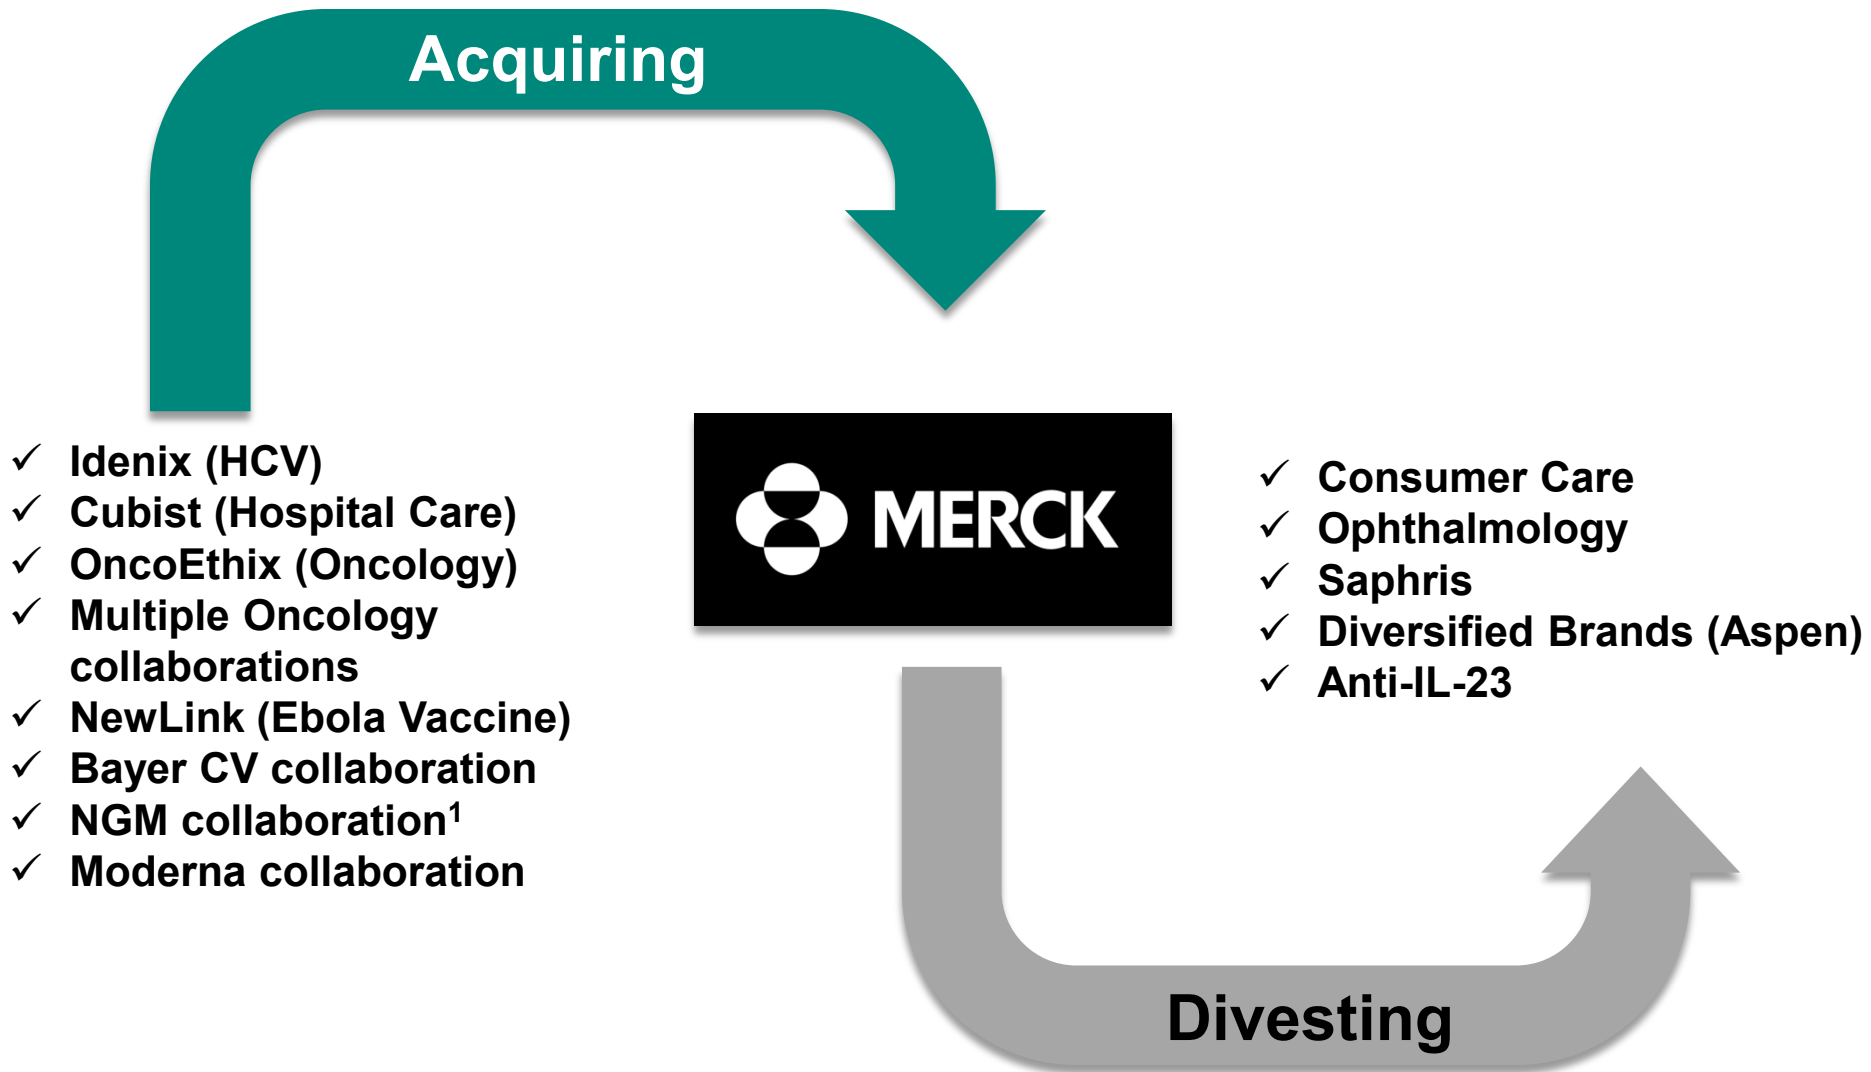 Acquiring
✓ Idenix (HCV)
✓ Cubist (Hospital Care)
✓ OncoEthix (Oncology)
✓ Multiple Oncology
collaborations
✓ NewLink (Ebola Vaccine)
✓ Bayer CV collaboration
✓ NGM collaboration¹
✓ Moderna collaboration
MERCK
✓ Consumer Care
✓ Ophthalmology
✓ Saphris
✓ Diversified Brands (Aspen)
✓ Anti-IL-23
Divesting